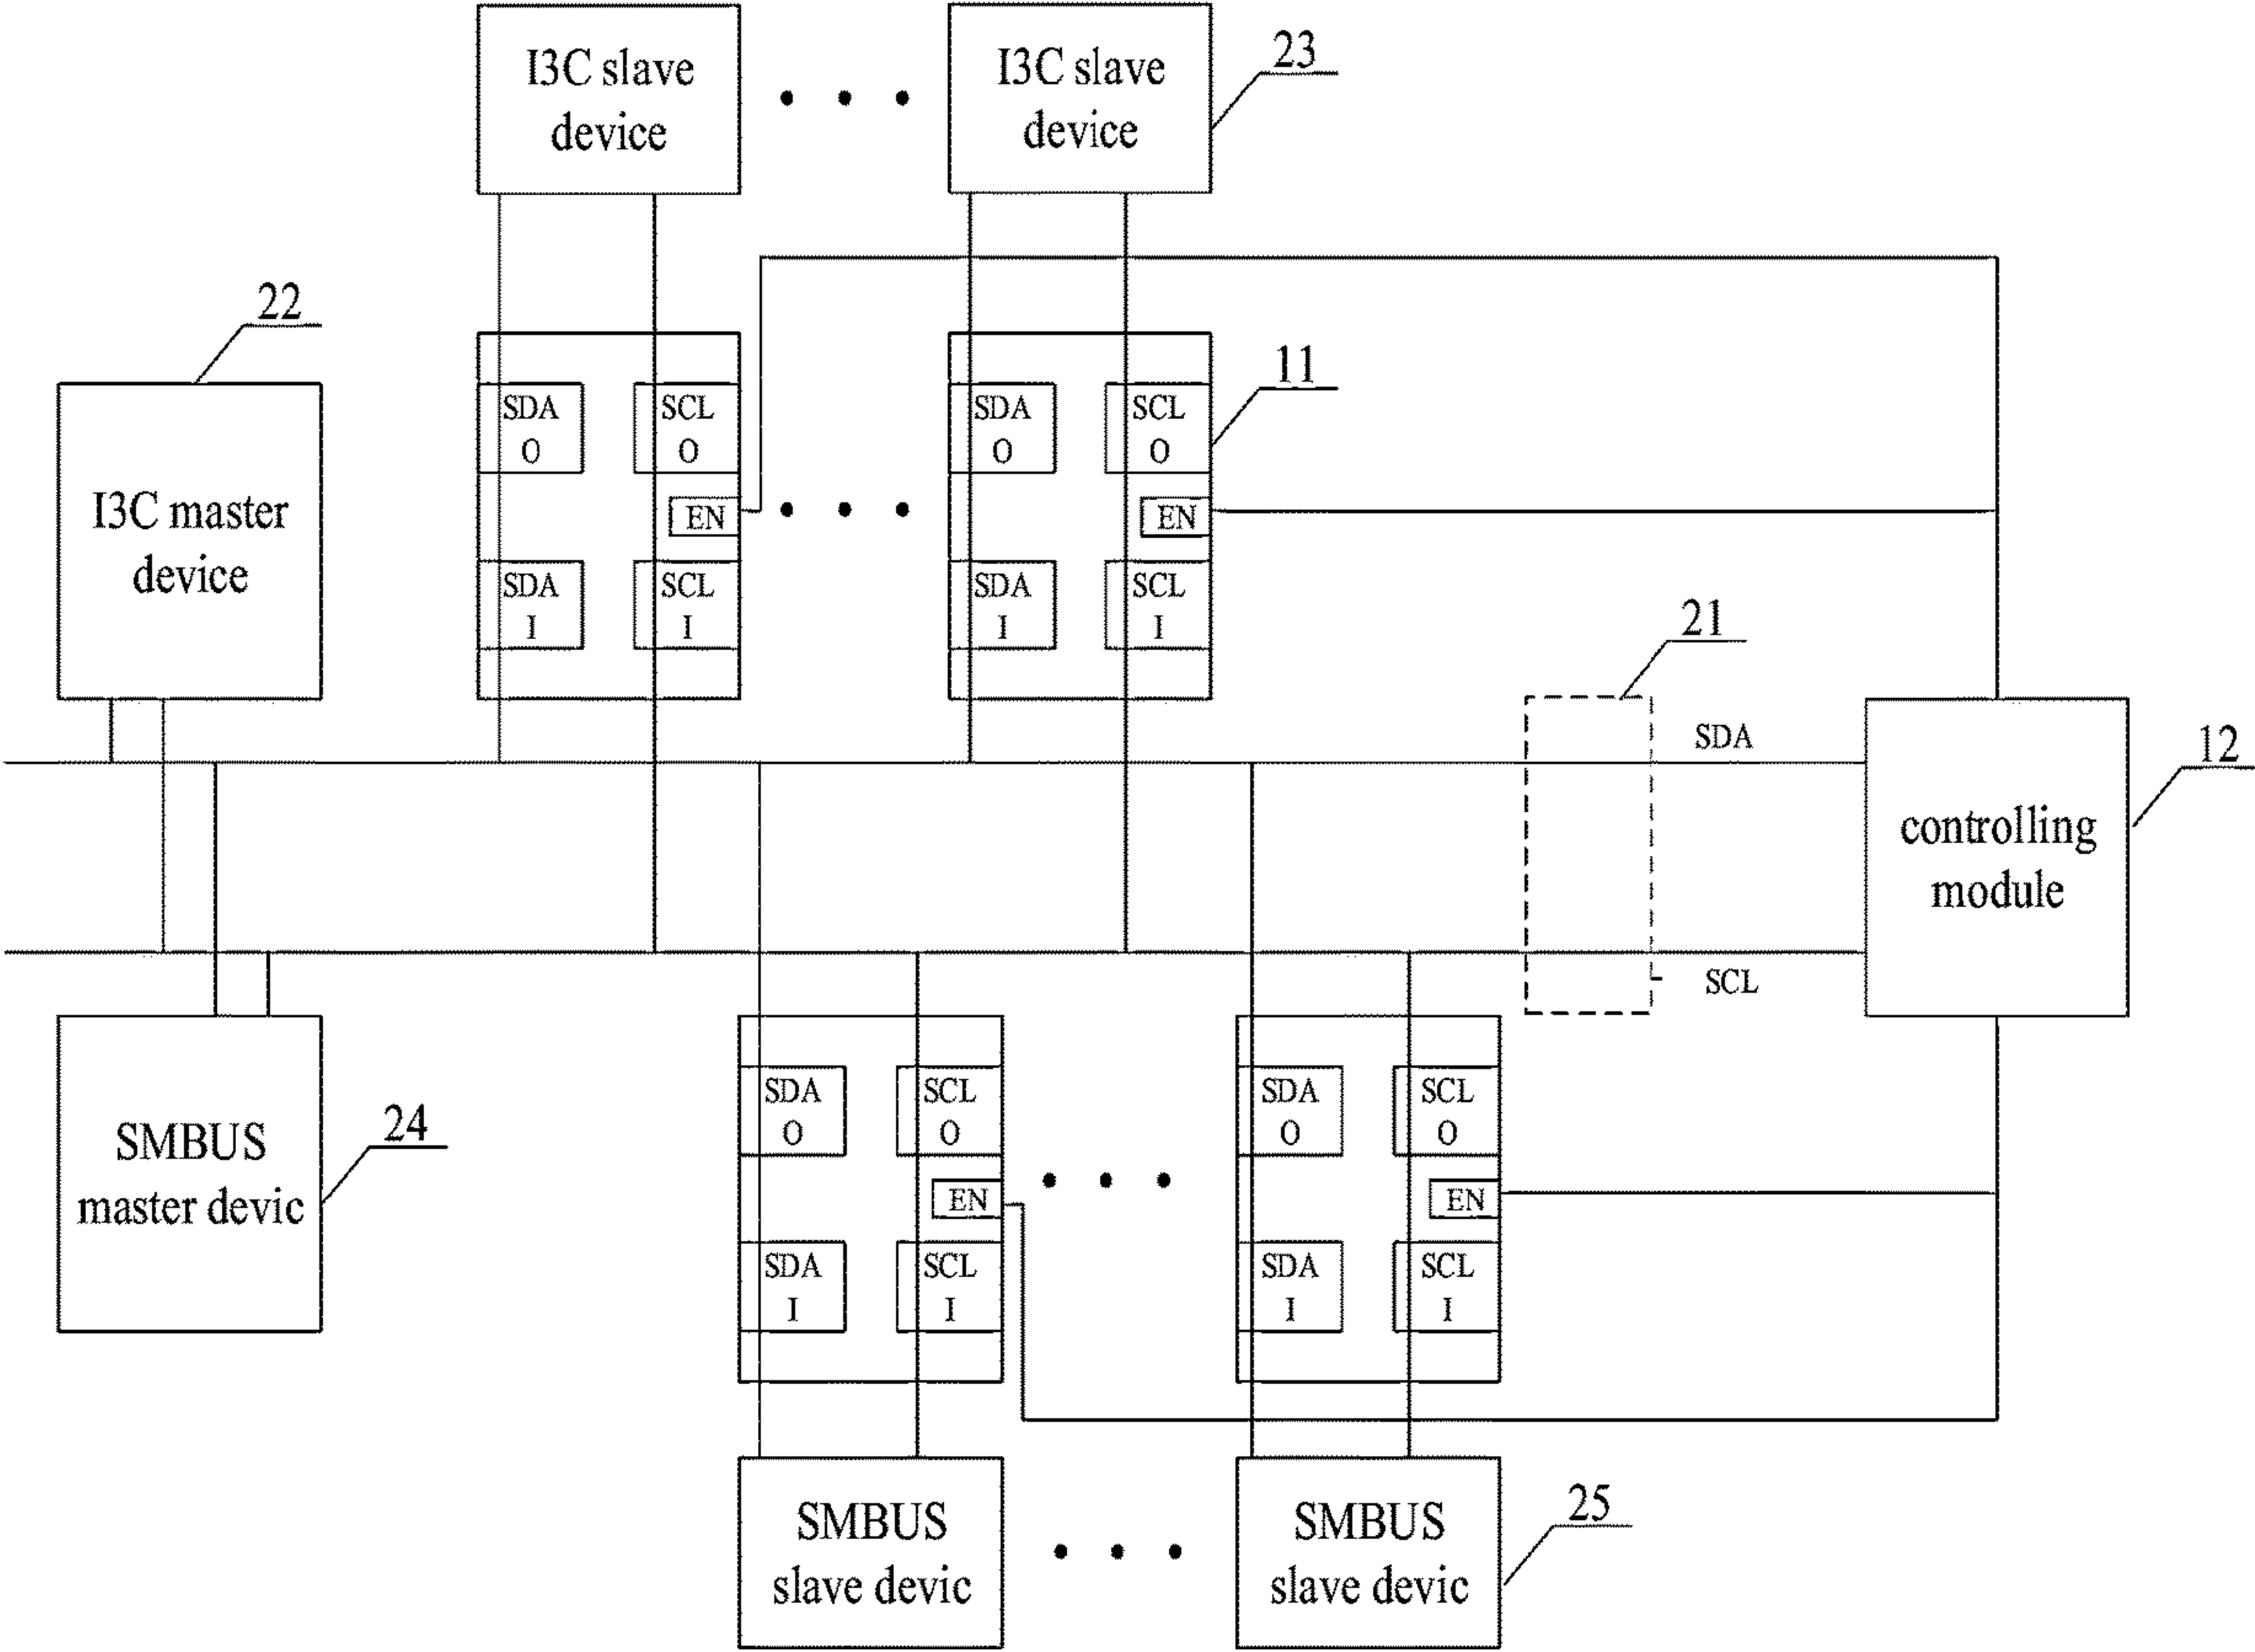 I3C slave
device
I3C slave
device
23
22
11
SDA
O
SCL
O
SDA
O
SCL
O
EN
EN
I3C master
device
SDA
I
SCL
I
SDA
I
SCL
I
21
SDA
12
controlling
module
SCL
SMBUS
master devic
24
SDA
O
SCL
O
SDA
O
SCL
O
EN
EN
SDA
I
SCL
I
SDA
I
SCL
I
SMBUS
slave devic
SMBUS
slave devic
25